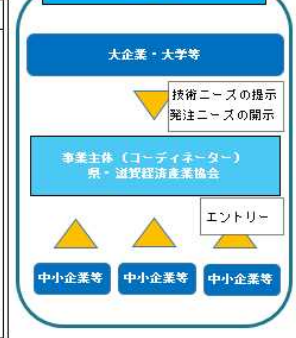 大企業・大学等
技術ニーズの提示
発注ニーズの開示
事業主体（コーディネーター）
県・滋賀経済産業協会
エントリー
中小企業等
中小企業等
中小企業等